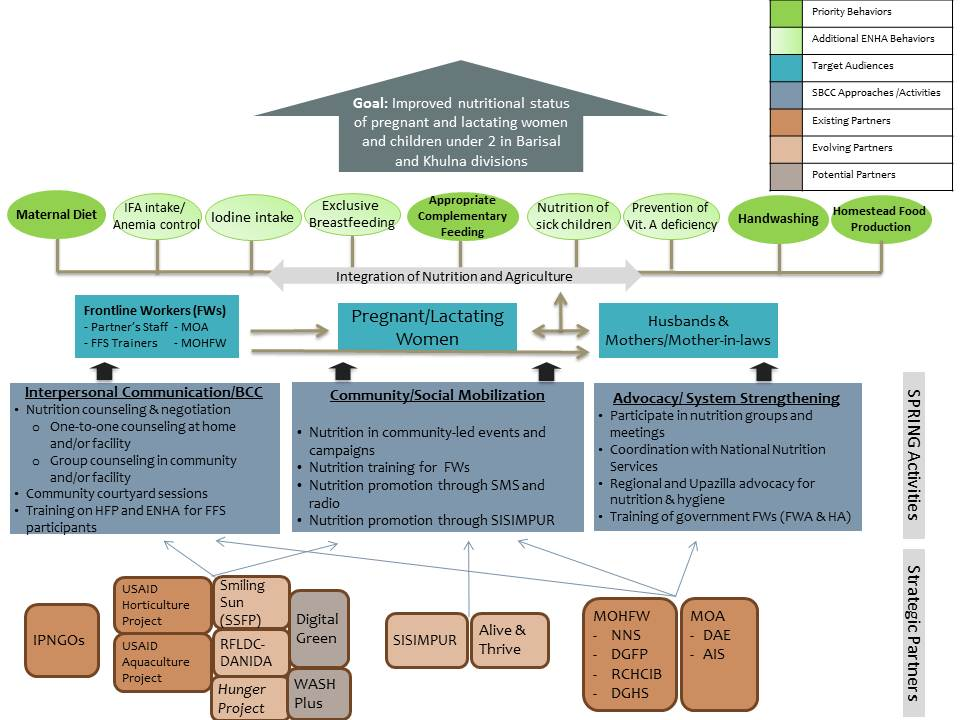 Priority Behaviors
Additional ENHA Behaviors
Target Audiences
SBCC Approaches /Activities
Existing Partners
Evolving Partners
Potential Partners
Goal: Improved nutritional status
of pregnant and lactating women
and children under 2 in Barisal
and Khulna divisions
Maternal Diet
IFA intake/
Anemia control
Iodine intake
Exclusive
Breastfeeding
Appropriate
Complementary
Feeding
Nutrition of
sick children
Prevention of
Vit. A deficiency
Handwashing
Homestead Food
Production
Integration of Nutrition and Agriculture
Frontline Workers (FWs)
- Partner's Staff - MOA
- FFS Trainers - MOHFW
Pregnant/Lactating
Women
Husbands &
Mothers/Mother-in-laws
Interpersonal Communication/BCC
• Nutrition counseling & negotiation
o One-to-one counseling at home
and/or facility
o Group counseling in community
and/or facility
• Community courtyard sessions
• Training on HFP and ENHA for FFS
participants
Community/Social Mobilization
• Nutrition in community-led events and
campaigns
• Nutrition training for FWs
• Nutrition promotion through SMS and
radio
• Nutrition promotion through SISIMPUR
Advocacy/ System Strengthening
• Participate in nutrition groups and
meetings
• Coordination with National Nutrition
Services
• Regional and Upazilla advocacy for
nutrition & hygiene
• Training of government FWs (FWA & HA)
SPRING Activities
IPNGOs
USAID
Horticulture
Project
USAID
Aquaculture
Project
Smiling
Sun
(SSFP)
RFLDC-
DANIDA
Hunger
Project
Digital
Green
WASH
Plus
SISIMPUR
Alive &
Thrive
MOHFW
- NNS
- DGFP
- RCHCIB
- DGHS
MOA
- DAE
- AIS
Strategic Partners